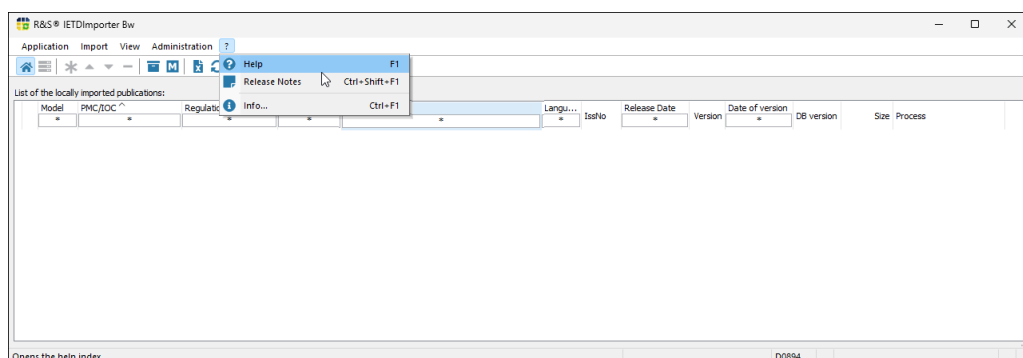 R&S® IETDImporter Bw
Application Import View Administration ?
Help F1
Release Notes Ctrl+Shift+F1
Info... Ctrl+F1
List of the locally imported publications:
Model PMC/IOC Langu... IssNo Release Date Version Date of version DB version Size Process
* * * * * * * *
Opens the help index D0894